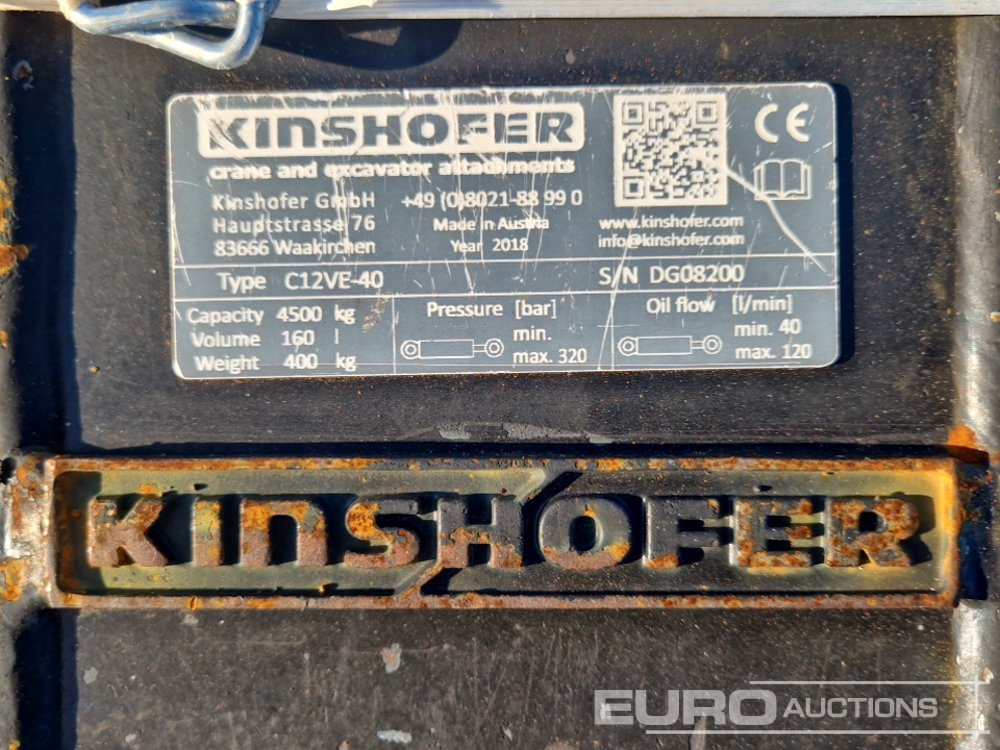 KINSHOFER
crane and excavator attachments
Kinshofer GmbH +49 (0)8021-88 99 0
Hauptstrasse 76 Made in Austria
83666 Waakirchen Year 2018
CE
www.kinshofer.com
info@kinshofer.com
Type C12VE-40 S/N DG08200
Capacity 4500 kg
Volume 160 l
Weight 400 kg
Pressure [bar]
min.
max. 320
Oil flow [l/min]
min. 40
max. 120
KINSHOFER
EURO AUCTIONS